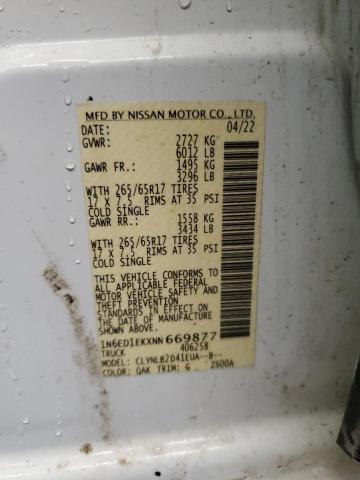 MFD BY NISSAN MOTOR CO., LTD.
DATE: 04/22
GVWR: 2727 KG
6012 LB
GAWR FR.: 1495 KG
3296 LB
WITH 265/65R17 TIRES
17 X 7.5 RIMS AT 35 PSI
COLD SINGLE
GAWR RR.: 1558 KG
3434 LB
WITH 265/65R17 TIRES
17 X 7.5 RIMS AT 35 PSI
COLD SINGLE
THIS VEHICLE CONFORMS TO
ALL APPLICABLE FEDERAL
MOTOR VEHICLE SAFETY AND
THEFT PREVENTION
STANDARDS IN EFFECT ON
THE DATE OF MANUFACTURE
SHOWN ABOVE.
1N6ED1EKXNN669877
TRUCK 406258
MODEL: CLYNLB2D41EUA--B--
COLOR: QAK TRIM: G 2500A